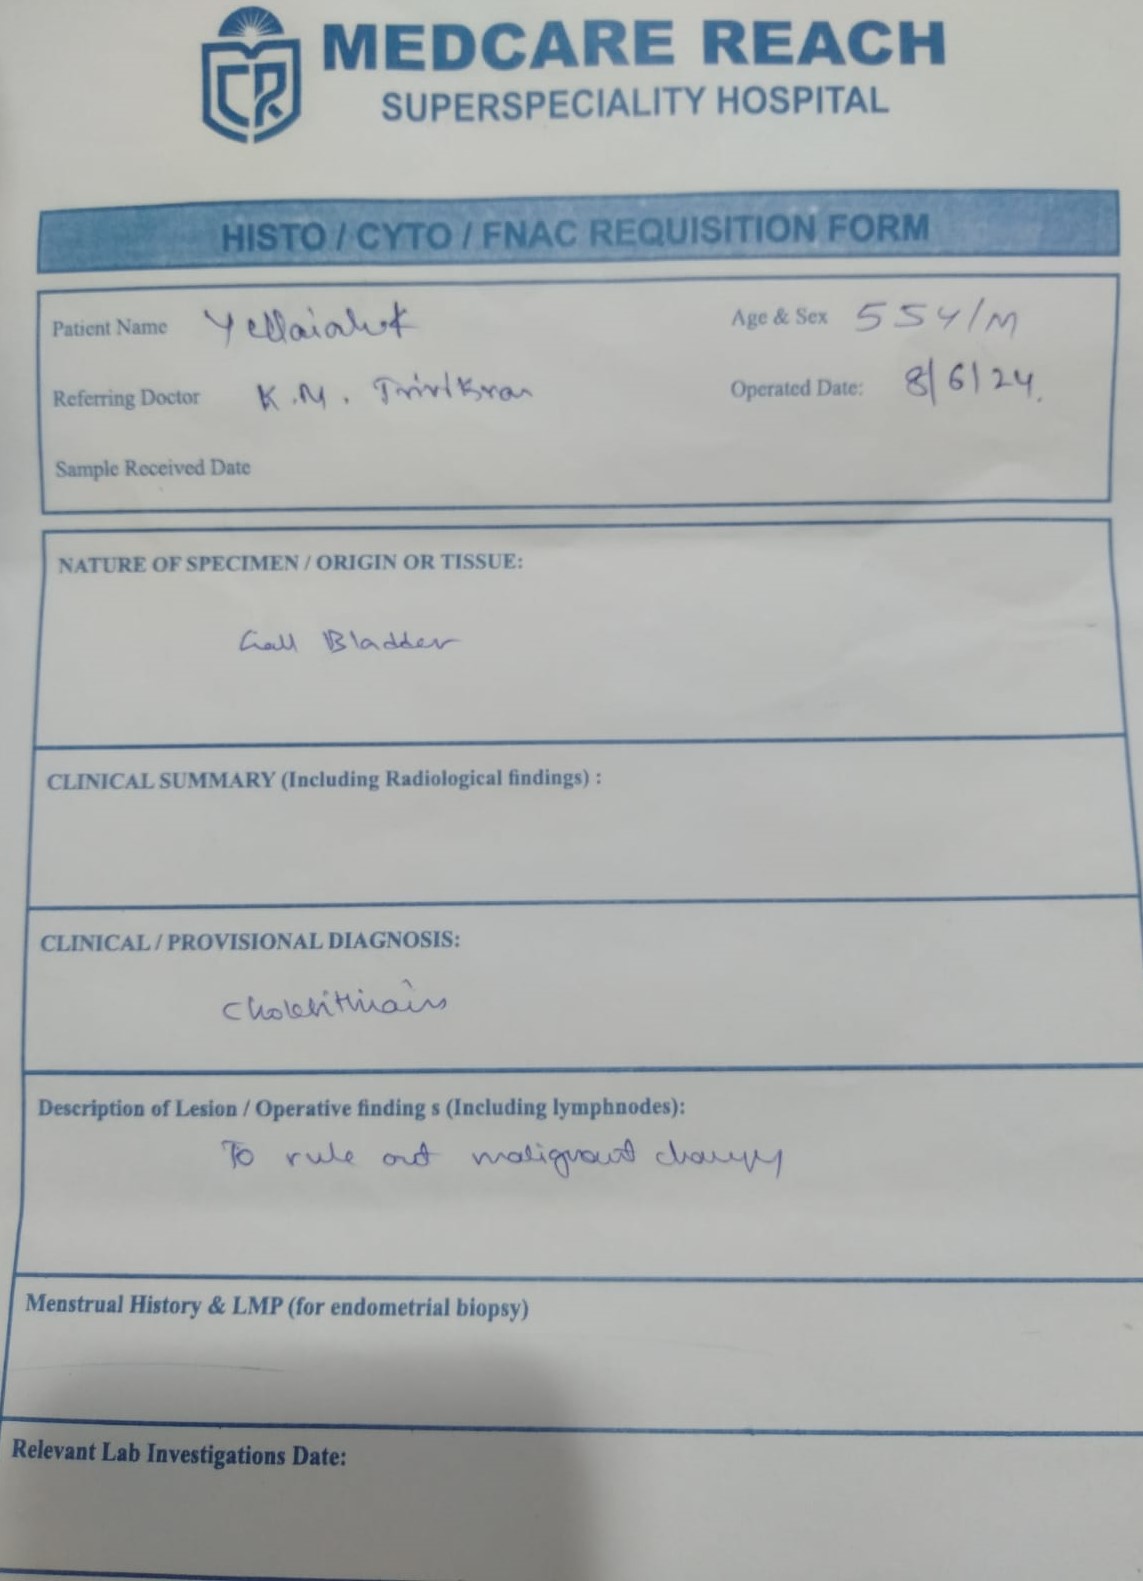 MEDCARE REACH
SUPERSPECIALITY HOSPITAL
HISTO / CYTO / FNAC REQUISITION FORM
Patient Name Yellaiah K Age & Sex 55Y/M
Referring Doctor K.M. Operated Date: 8/6/24.
Sample Received Date
NATURE OF SPECIMEN / ORIGIN OR TISSUE:
Gall Bladder
CLINICAL SUMMARY (Including Radiological findings) :
CLINICAL / PROVISIONAL DIAGNOSIS:
Description of Lesion / Operative finding s (Including lymphnodes):
To rule out malignant changes
Menstrual History & LMP (for endometrial biopsy)
Relevant Lab Investigations Date: